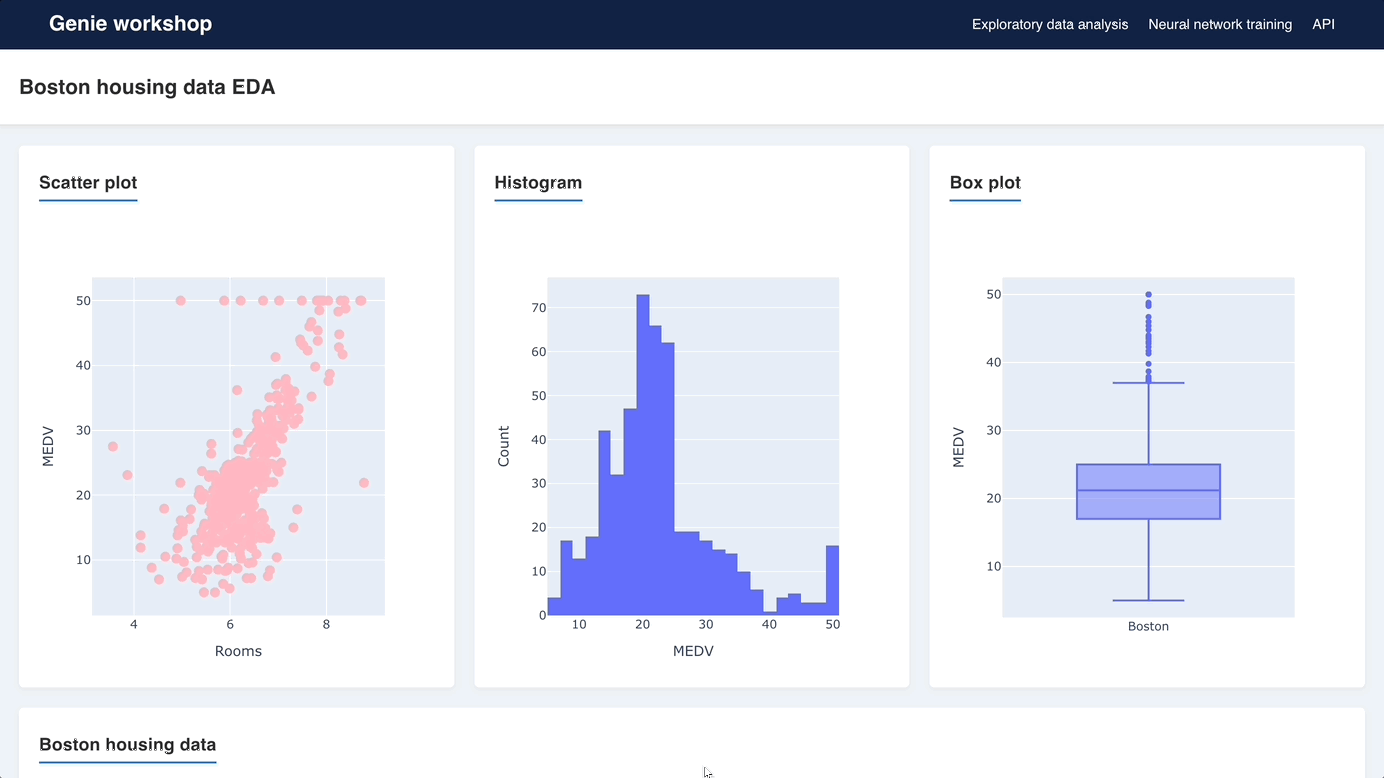 Genie workshop
Exploratory data analysis Neural network training API
Boston housing data EDA
Scatter plot
50
40
30
20
10
MEDV
4 6 8
Rooms
Histogram
70
60
50
40
30
20
10
0
Count
10 20 30 40 50
MEDV
Box plot
50
40
30
20
10
MEDV
Boston
Boston housing data